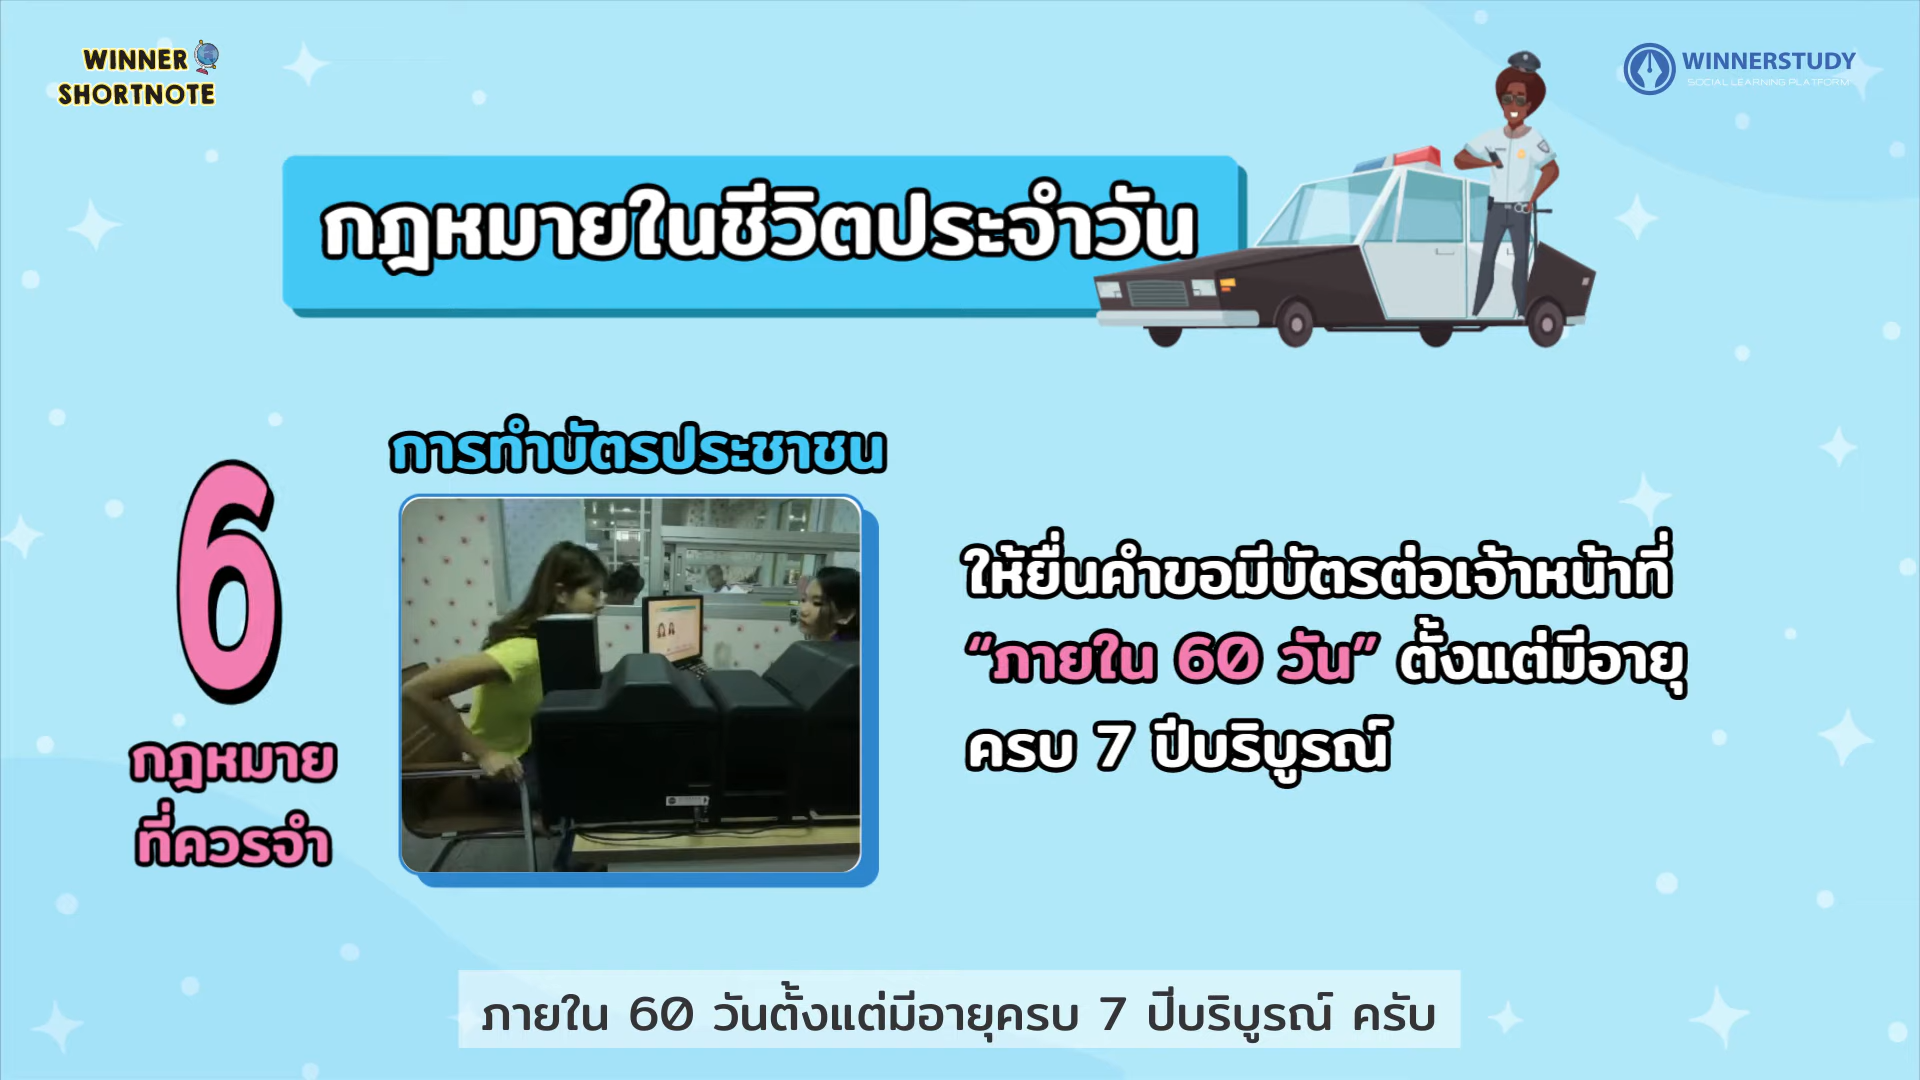 WINNER
SHORTNOTE
WINNERSTUDY
SOCIAL LEARNING PLATFORM
กฎหมายในชีวิตประจำวัน
6
กฎหมาย
ที่ควรจำ
การทำบัตรประชาชน
ให้ยื่นคำขอมีบัตรต่อเจ้าหน้าที่
“ภายใน 60 วัน” ตั้งแต่มีอายุ
ครบ 7 ปีบริบูรณ์
ภายใน 60 วันตั้งแต่มีอายุครบ 7 ปีบริบูรณ์ ครับ